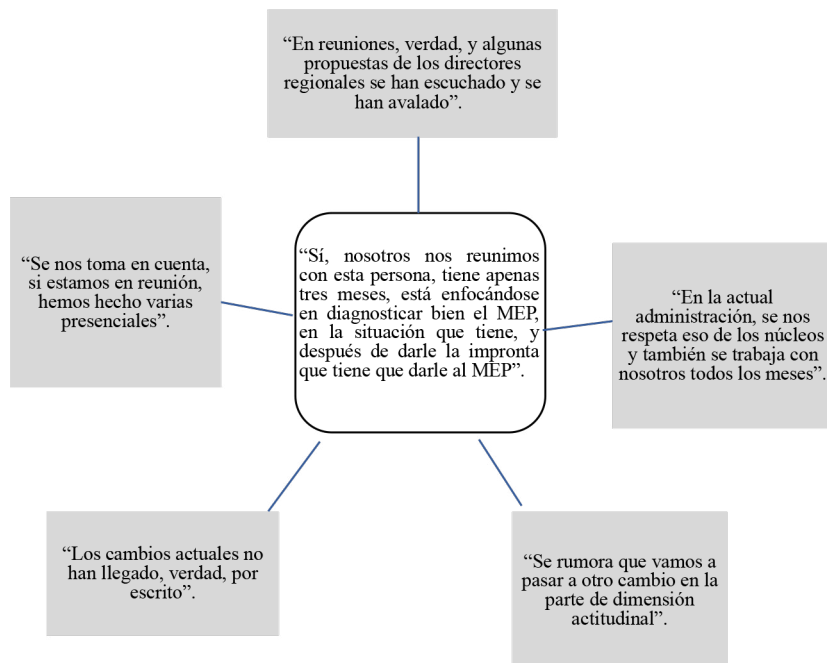 “En reuniones, verdad, y algunas
propuestas de los directores
regionales se han escuchado y se
han avalado”.
“Se nos toma en cuenta,
si estamos en reunión,
hemos hecho varias
presenciales”.
“Sí, nosotros nos reunimos
con esta persona, tiene apenas
tres meses, está enfocándose
en diagnosticar bien el MEP,
en la situación que tiene, y
después de darle la impronta
que tiene que darle al MEP”.
“En la actual
administración, se nos
respeta eso de los núcleos
y también se trabaja con
nosotros todos los meses”.
“Los cambios actuales no
han llegado, verdad, por
escrito”.
“Se rumora que vamos a
pasar a otro cambio en la
parte de dimensión
actitudinal”.